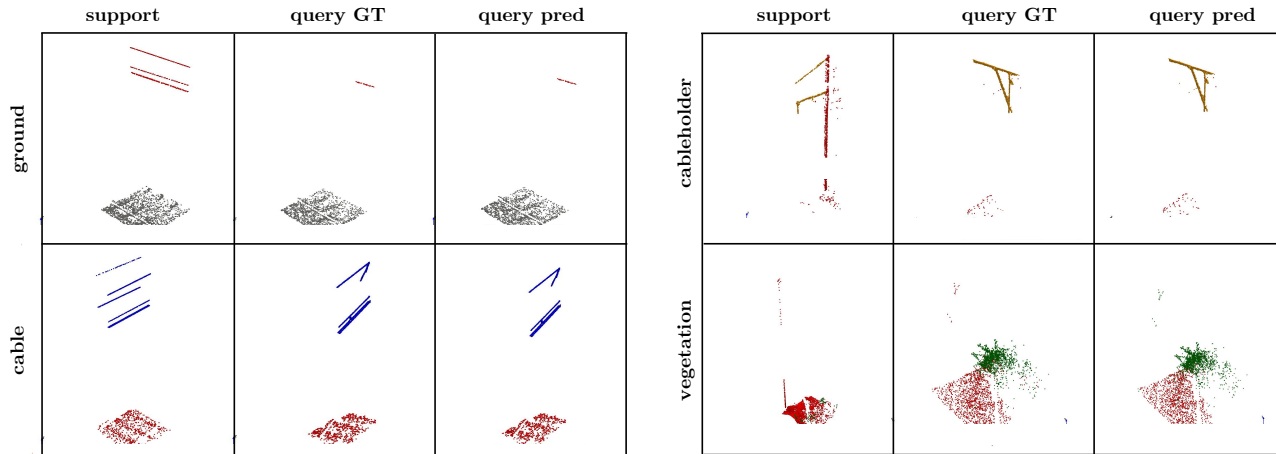 support query GT query pred
ground
cable
support query GT query pred
cableholder
vegetation